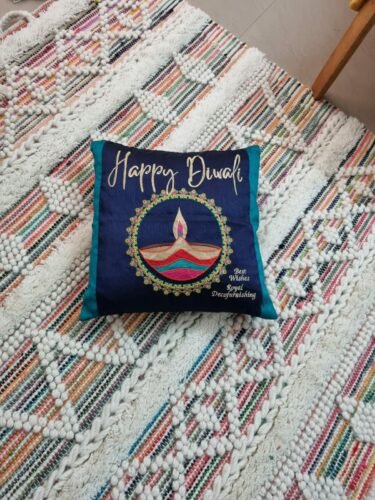 Happy Diwali
Best
Wishes
Royal
Decofurnishing